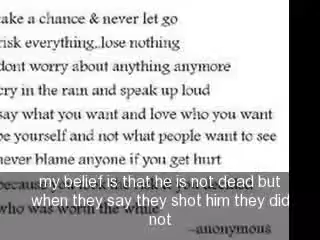 ake a chance & never let go
risk everything..lose nothing
dont worry about anything anymore
cry in the rain and speak up loud
say what you want and love who you want
be yourself and not what people want to see
never blame anyone if you get hurt
because
my belief is that he is not dead but
when they say they shot him they did
not
who was worth the while
~anonymous